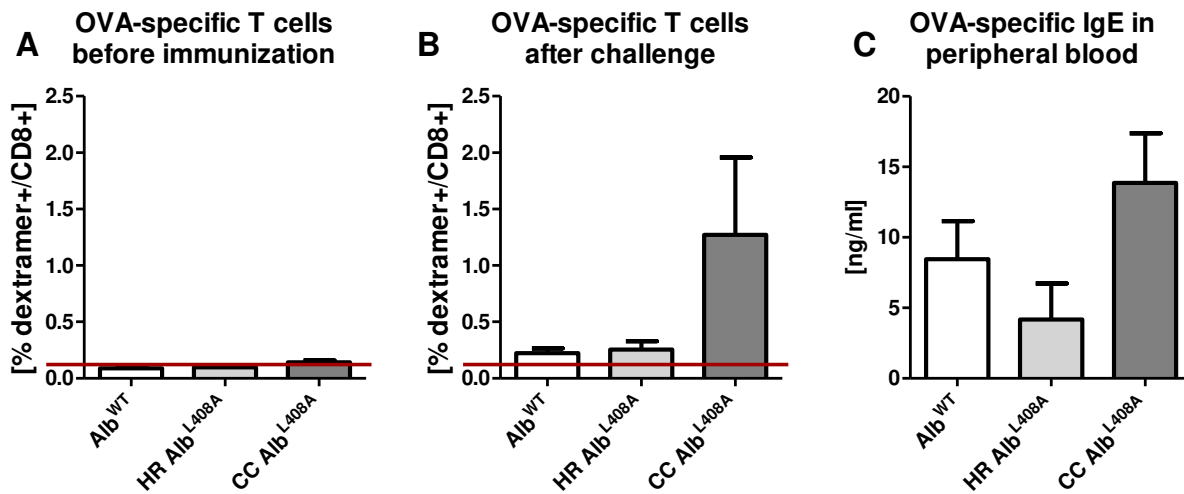 A
OVA-specific T cells
before immunization
[% dextramer+/CD8+]
2.5
2.0
1.5
1.0
0.5
0.0
Alb^WT
HR Alb^L408A
CC Alb^L408A
B
OVA-specific T cells
after challenge
[% dextramer+/CD8+]
2.5
2.0
1.5
1.0
0.5
0.0
Alb^WT
HR Alb^L408A
CC Alb^L408A
C
OVA-specific IgE in
peripheral blood
[ng/ml]
20
15
10
5
0
Alb^WT
HR Alb^L408A
CC Alb^L408A